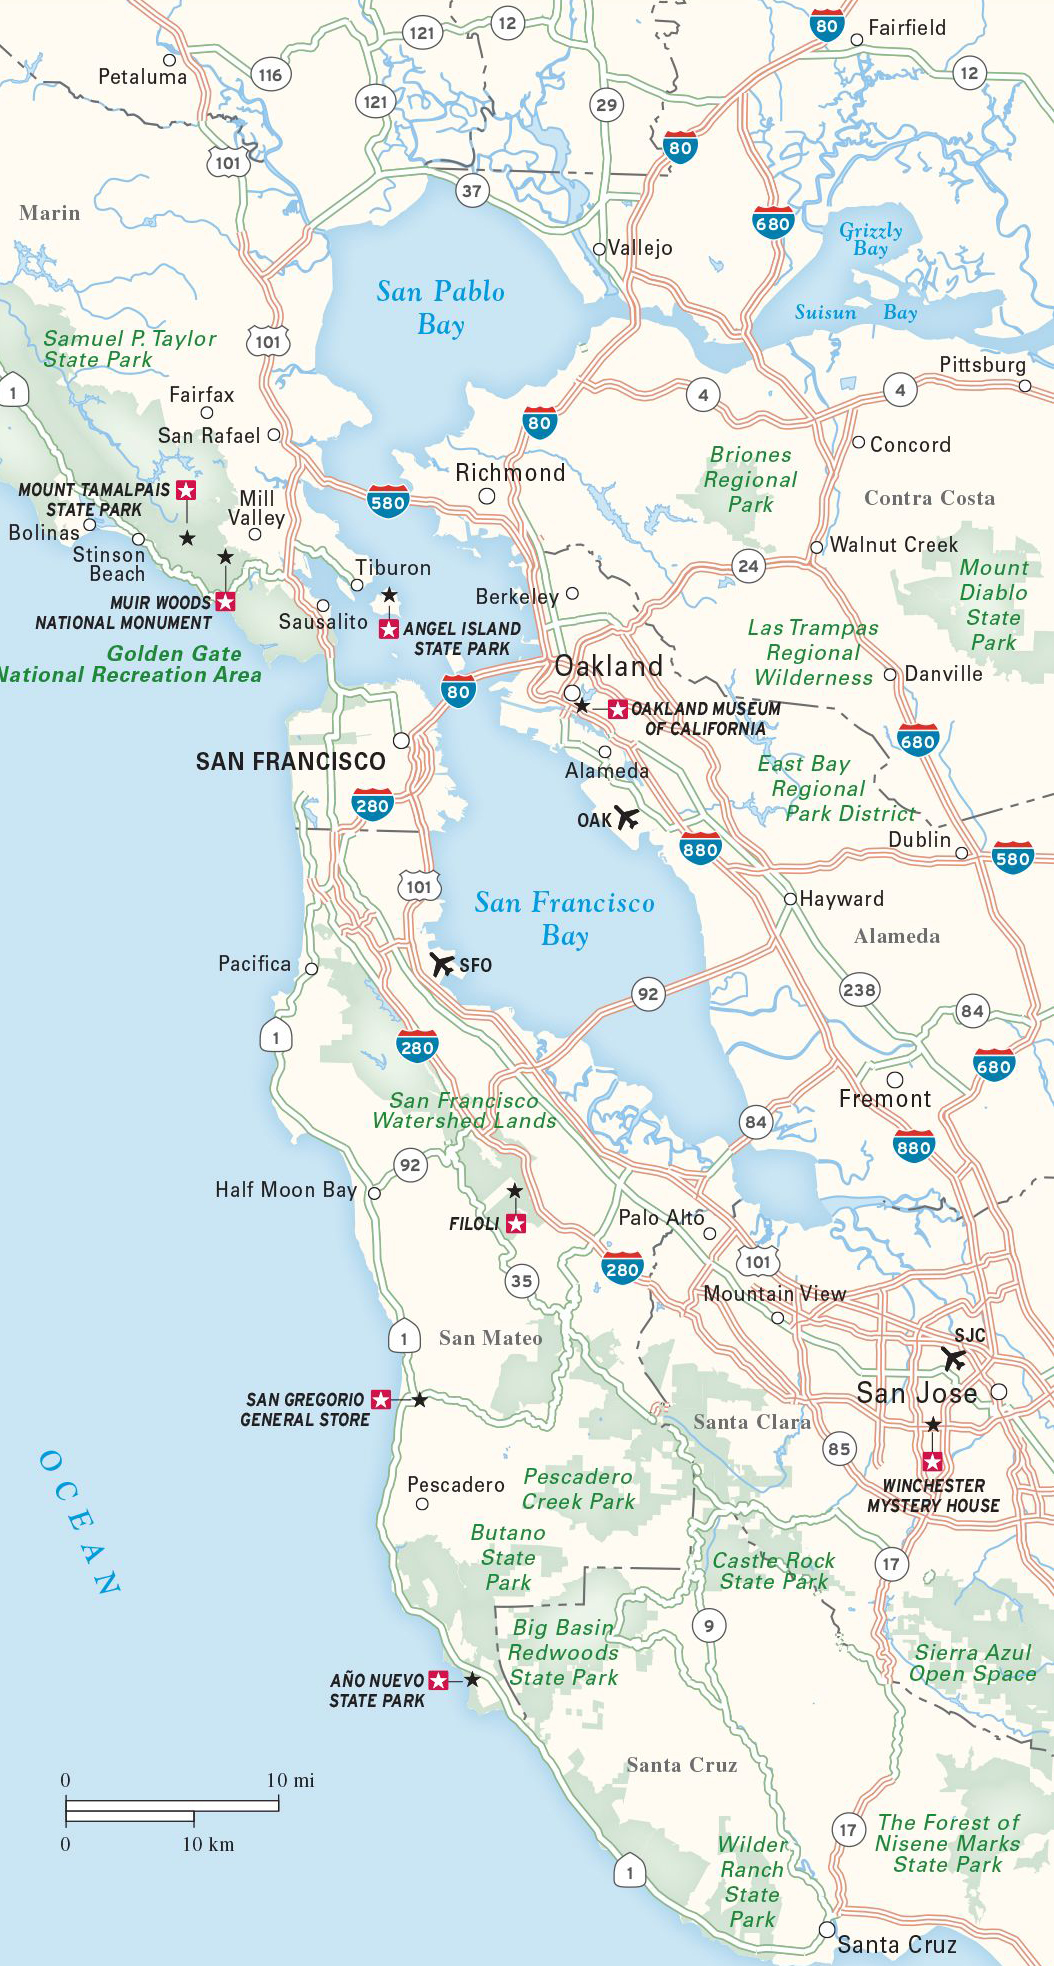 121
12
80
Fairfield
Petaluma
116
12
121
29
80
101
37
Marin
680
Grizzly
Bay
Vallejo
San Pablo
Bay
Suisun Bay
Samuel P. Taylor
State Park
101
1
Pittsburg
Fairfax
4
4
80
San Rafael
Concord
Briones
Regional
Park
Richmond
MOUNT TAMALPAIS
STATE PARK
580
Mill
Valley
Contra Costa
Bolinas
Stinson
Beach
Walnut Creek
24
Tiburon
Mount
Diablo
State
Park
Berkeley
MUIR WOODS
NATIONAL MONUMENT
Sausalito
ANGEL ISLAND
STATE PARK
Las Trampas
Regional
Wilderness
Golden Gate
National Recreation Area
Oakland
Danville
80
OAKLAND MUSEUM
OF CALIFORNIA
680
SAN FRANCISCO
Alameda
East Bay
Regional
Park District
280
OAK
880
Dublin
580
101
San Francisco
Bay
Hayward
Alameda
Pacifica
SFO
92
238
84
1
280
680
Fremont
San Francisco
Watershed Lands
84
880
92
Half Moon Bay
FILOLI
Palo Alto
280
101
35
Mountain View
1
San Mateo
SJC
San Jose
SAN GREGORIO
GENERAL STORE
Santa Clara
85
OCEAN
Pescadero
Pescadero
Creek Park
WINCHESTER
MYSTERY HOUSE
Butano
State
Park
Castle Rock
State Park
17
Big Basin
Redwoods
State Park
9
Sierra Azul
Open Space
AÑO NUEVO
STATE PARK
Santa Cruz
0 10 mi
0 10 km
17
The Forest of
Nisene Marks
State Park
Wilder
Ranch
State
Park
1
Santa Cruz